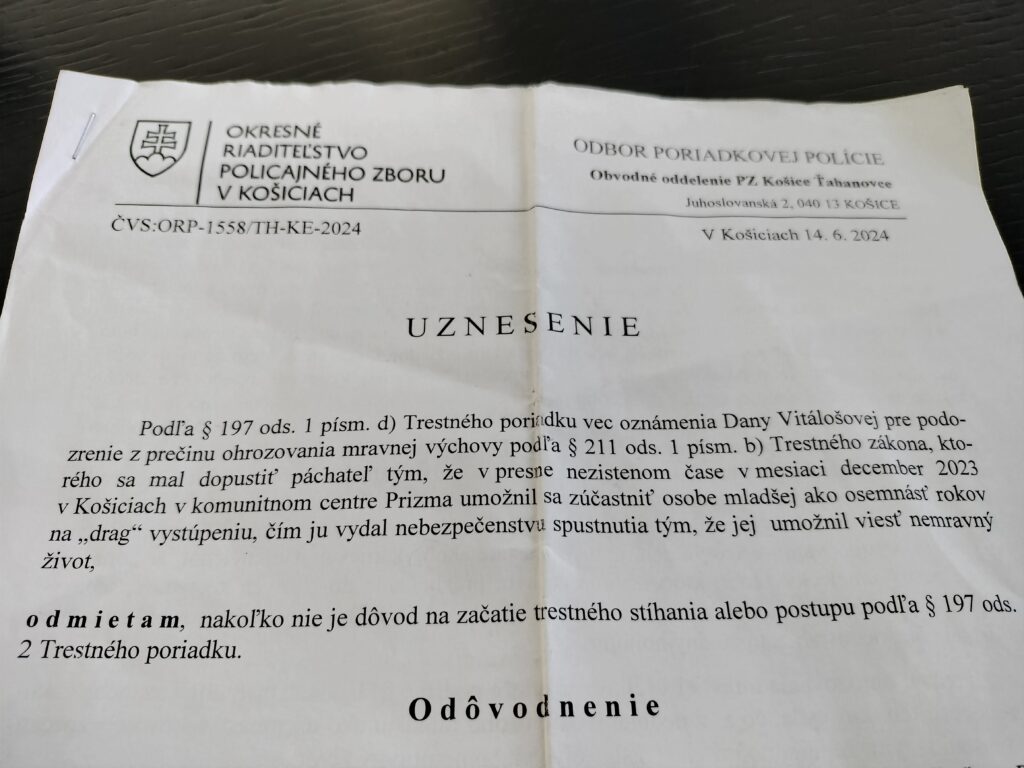 OKRESNÉ
RIADITEĽSTVO
POLICAJNÉHO ZBORU
V KOŠICIACH
ODBOR PORIADKOVEJ POLÍCIE
Obvodné oddelenie PZ Košice Ťahanovce
Juhoslovanská 2, 040 13 KOŠICE
ČVS:ORP-1558/TH-KE-2024
V Košiciach 14. 6. 2024
UZNESENIE
Podľa § 197 ods. 1 písm. d) Trestného poriadku vec oznámenia Dany Vitálošovej pre podo-
zrenie z prečinu ohrozovania mravnej výchovy podľa § 211 ods. 1 písm. b) Trestného zákona, kto-
rého sa mal dopustiť páchateľ tým, že v presne nezistenom čase v mesiaci december 2023
v Košiciach v komunitnom centre Prizma umožnil sa zúčastniť osobe mladšej ako osemnásť rokov
na „drag“ vystúpeniu, čím ju vydal nebezpečenstvu spustnutia tým, že jej umožnil viesť nemravný
život,
odmietam, nakoľko nie je dôvod na začatie trestného stíhania alebo postupu podľa § 197 ods.
2 Trestného poriadku.
Odôvodnenie